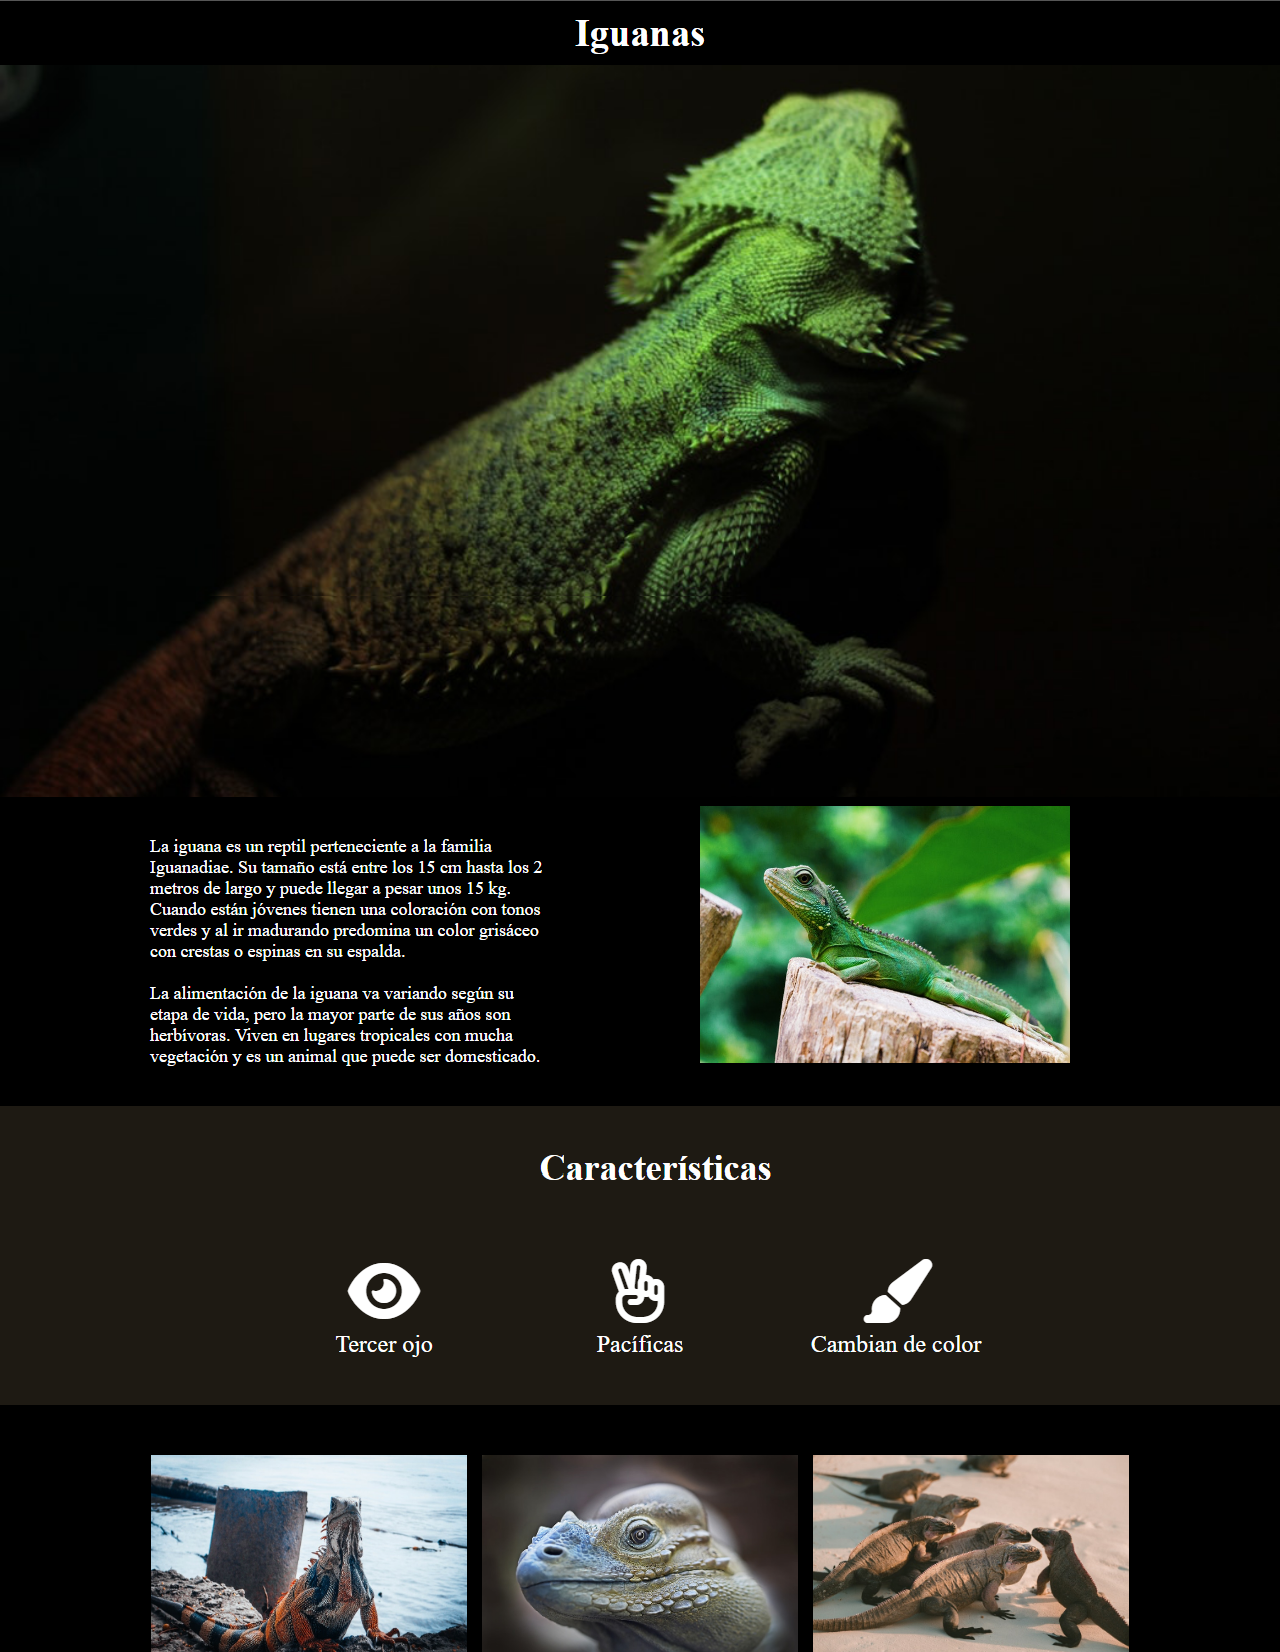 Iguanas
La iguana es un reptil perteneciente a la familia
Iguanadiae. Su tamaño está entre los 15 cm hasta los 2
metros de largo y puede llegar a pesar unos 15 kg.
Cuando están jóvenes tienen una coloración con tonos
verdes y al ir madurando predomina un color grisáceo
con crestas o espinas en su espalda.
La alimentación de la iguana va variando según su
etapa de vida, pero la mayor parte de sus años son
herbívoras. Viven en lugares tropicales con mucha
vegetación y es un animal que puede ser domesticado.
Características
Tercer ojo
Pacíficas
Cambian de color